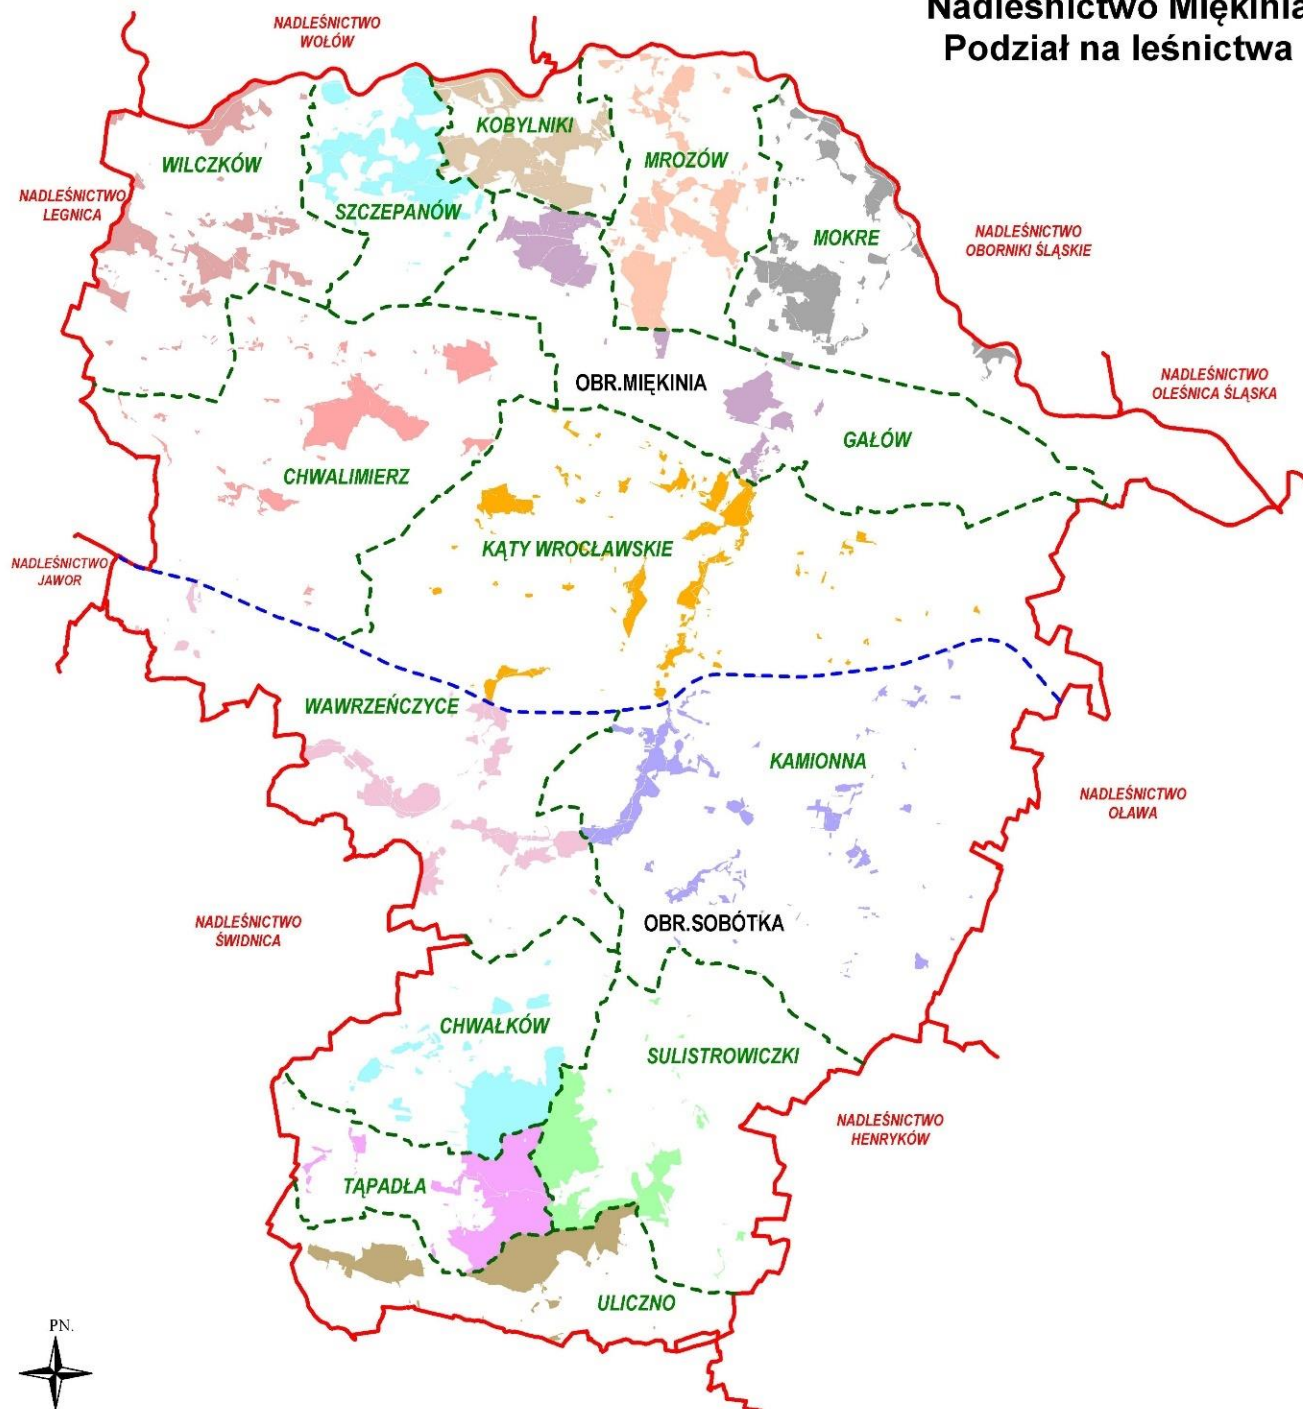 Nadleśnictwo Miękinia
Podział na leśnictwa
NADLEŚNICTWO
WOŁÓW
KOBYLNIKI
WILCZKÓW
MROZÓW
NADLEŚNICTWO
LEGNICA
SZCZEPANÓW
MOKRE
NADLEŚNICTWO
OBORNIKI ŚLĄSKIE
OBR.MIĘKINIA
NADLEŚNICTWO
OLEŚNICA ŚLĄSKA
GAŁÓW
CHWALIMIERZ
KĄTY WROCŁAWSKIE
NADLEŚNICTWO
JAWOR
WAWRZEŃCZYCE
KAMIONNA
NADLEŚNICTWO
OŁAWA
NADLEŚNICTWO
ŚWIDNICA
OBR.SOBÓTKA
CHWAŁKÓW
SULISTROWICZKI
NADLEŚNICTWO
HENRYKÓW
TĄPADŁA
ULICZNO
PN.